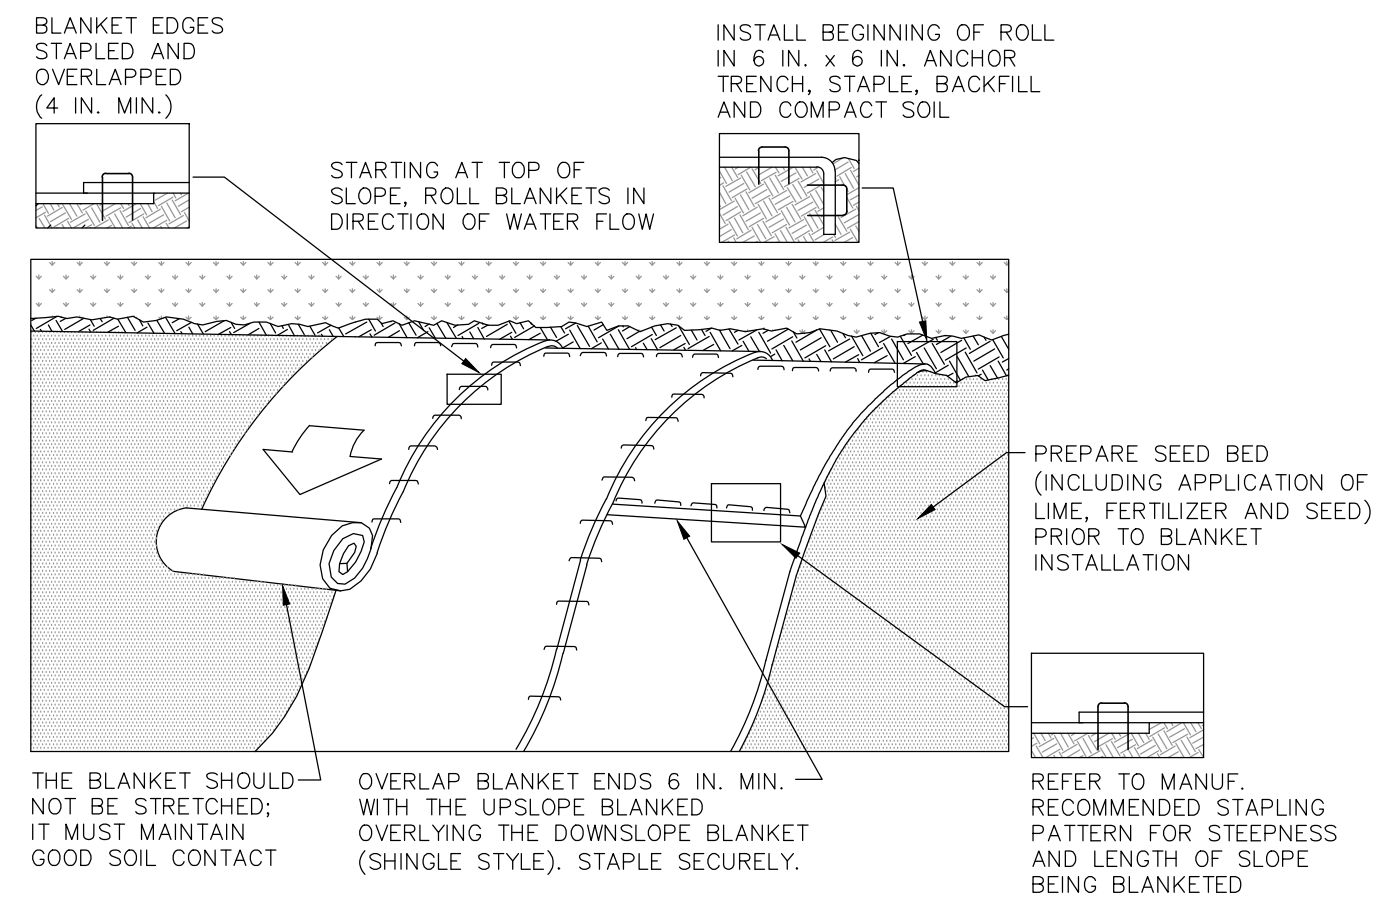 BLANKET EDGES
STAPLED AND
OVERLAPPED
(4 IN. MIN.)
INSTALL BEGINNING OF ROLL
IN 6 IN. x 6 IN. ANCHOR
TRENCH, STAPLE, BACKFILL
AND COMPACT SOIL
STARTING AT TOP OF
SLOPE, ROLL BLANKETS IN
DIRECTION OF WATER FLOW
PREPARE SEED BED
(INCLUDING APPLICATION OF
LIME, FERTILIZER AND SEED)
PRIOR TO BLANKET
INSTALLATION
THE BLANKET SHOULD
NOT BE STRETCHED;
IT MUST MAINTAIN
GOOD SOIL CONTACT
OVERLAP BLANKET ENDS 6 IN. MIN.
WITH THE UPSLOPE BLANKED
OVERLYING THE DOWNSLOPE BLANKET
(SHINGLE STYLE). STAPLE SECURELY.
REFER TO MANUF.
RECOMMENDED STAPLING
PATTERN FOR STEEPNESS
AND LENGTH OF SLOPE
BEING BLANKETED